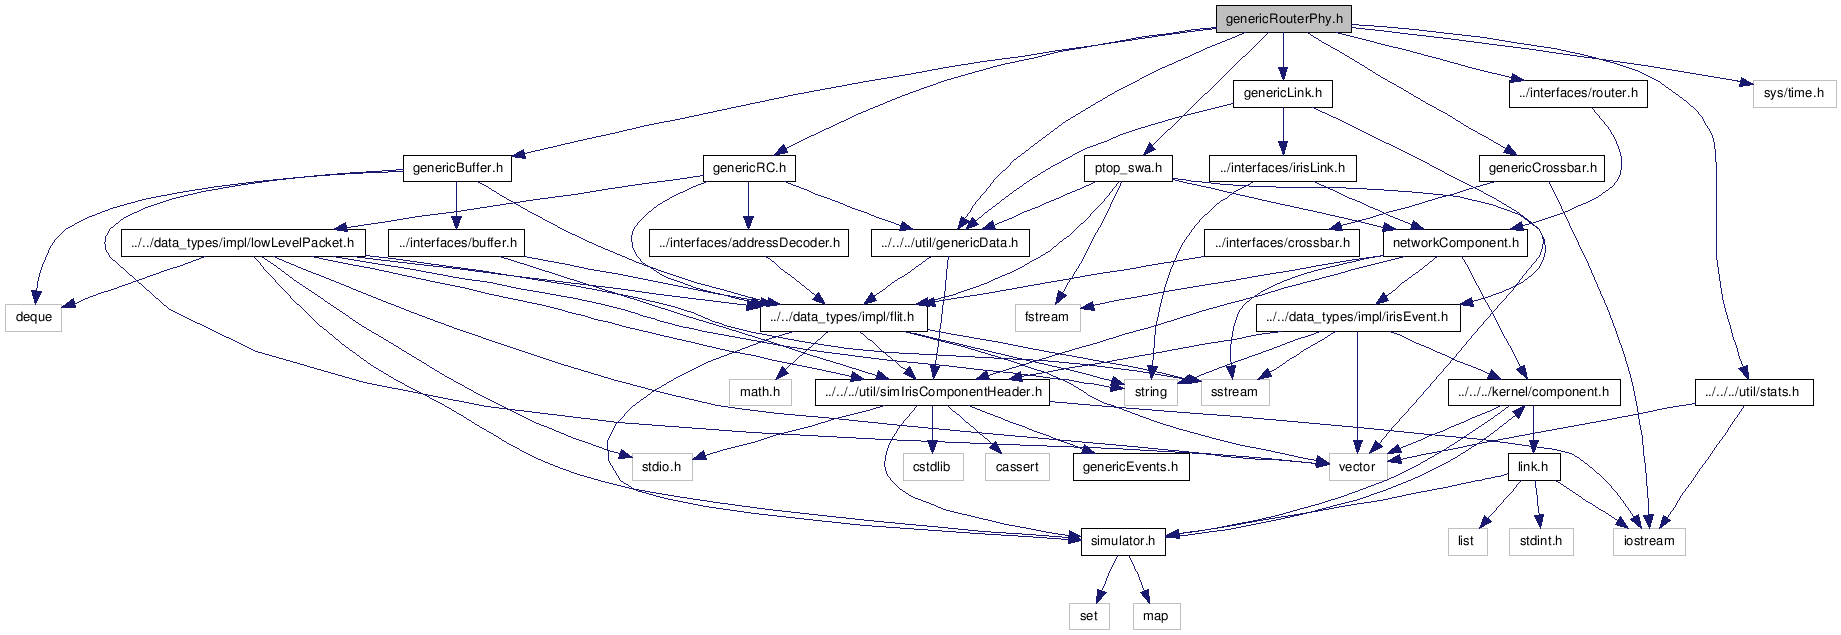 genericRouterPhy.h
genericLink.h
../interfaces/router.h
sys/time.h
genericBuffer.h
genericRC.h
ptop_swa.h
../interfaces/irisLink.h
genericCrossbar.h
../../data_types/impl/lowLevelPacket.h
../interfaces/buffer.h
../interfaces/addressDecoder.h
../../../util/genericData.h
../interfaces/crossbar.h
networkComponent.h
deque
../../data_types/impl/flit.h
fstream
../../data_types/impl/irisEvent.h
math.h
../../../util/simIrisComponentHeader.h
string
sstream
../../../kernel/component.h
../../../util/stats.h
stdio.h
cstdlib
cassert
genericEvents.h
vector
link.h
simulator.h
list
stdint.h
iostream
set
map